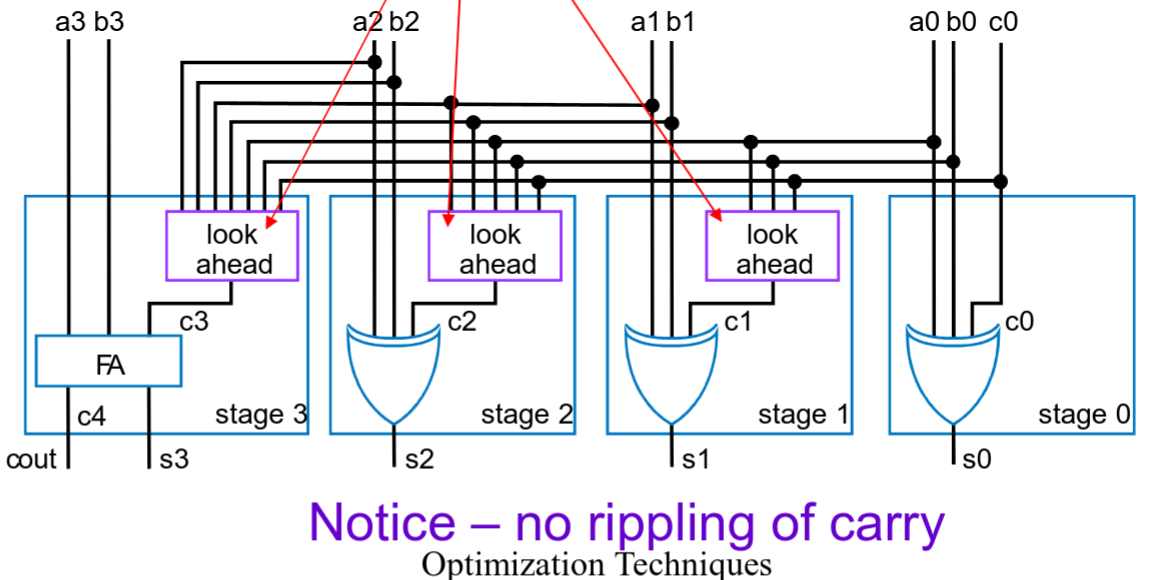 a3 b3 a2 b2 a1 b1 a0 b0 c0
look ahead look ahead look ahead
c3 c2 c1 c0
FA
c4 stage 3 stage 2 stage 1 stage 0
cout s3 s2 s1 s0
Notice – no rippling of carry
Optimization Techniques